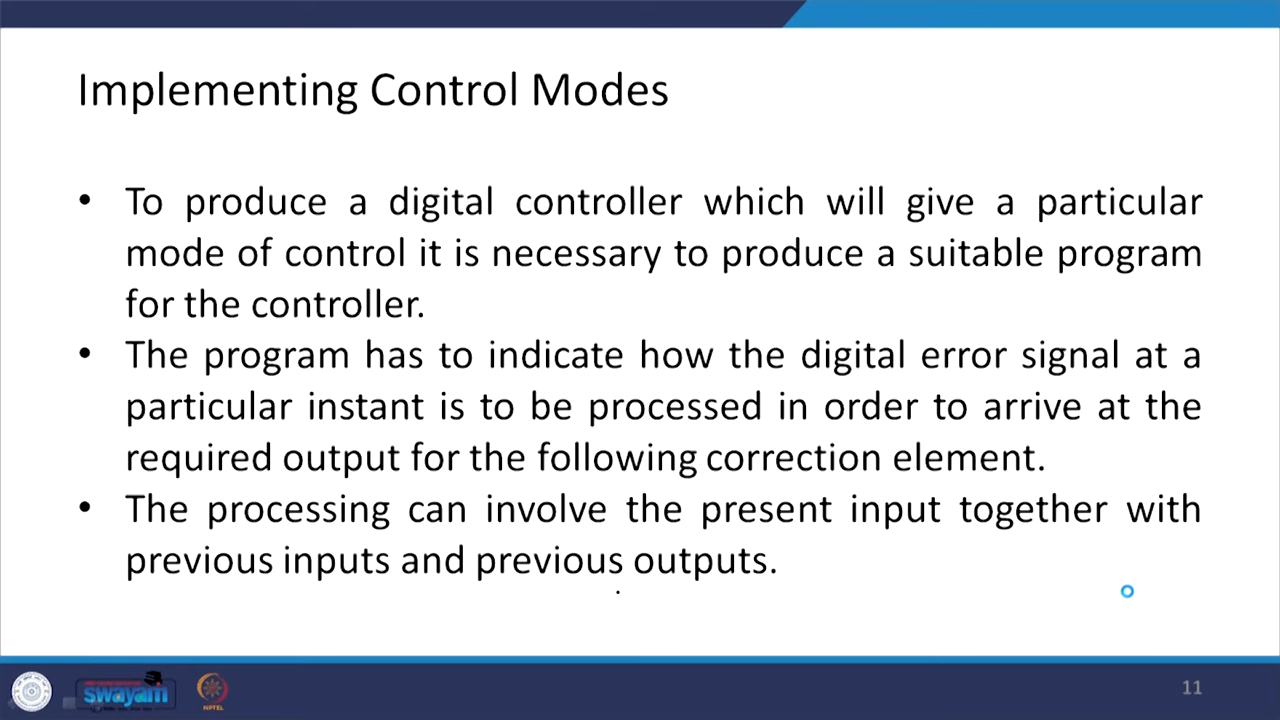 Implementing Control Modes
• To produce a digital controller which will give a particular
mode of control it is necessary to produce a suitable program
for the controller.
• The program has to indicate how the digital error signal at a
particular instant is to be processed in order to arrive at the
required output for the following correction element.
• The processing can involve the present input together with
previous inputs and previous outputs.
swayam
NPTEL
11